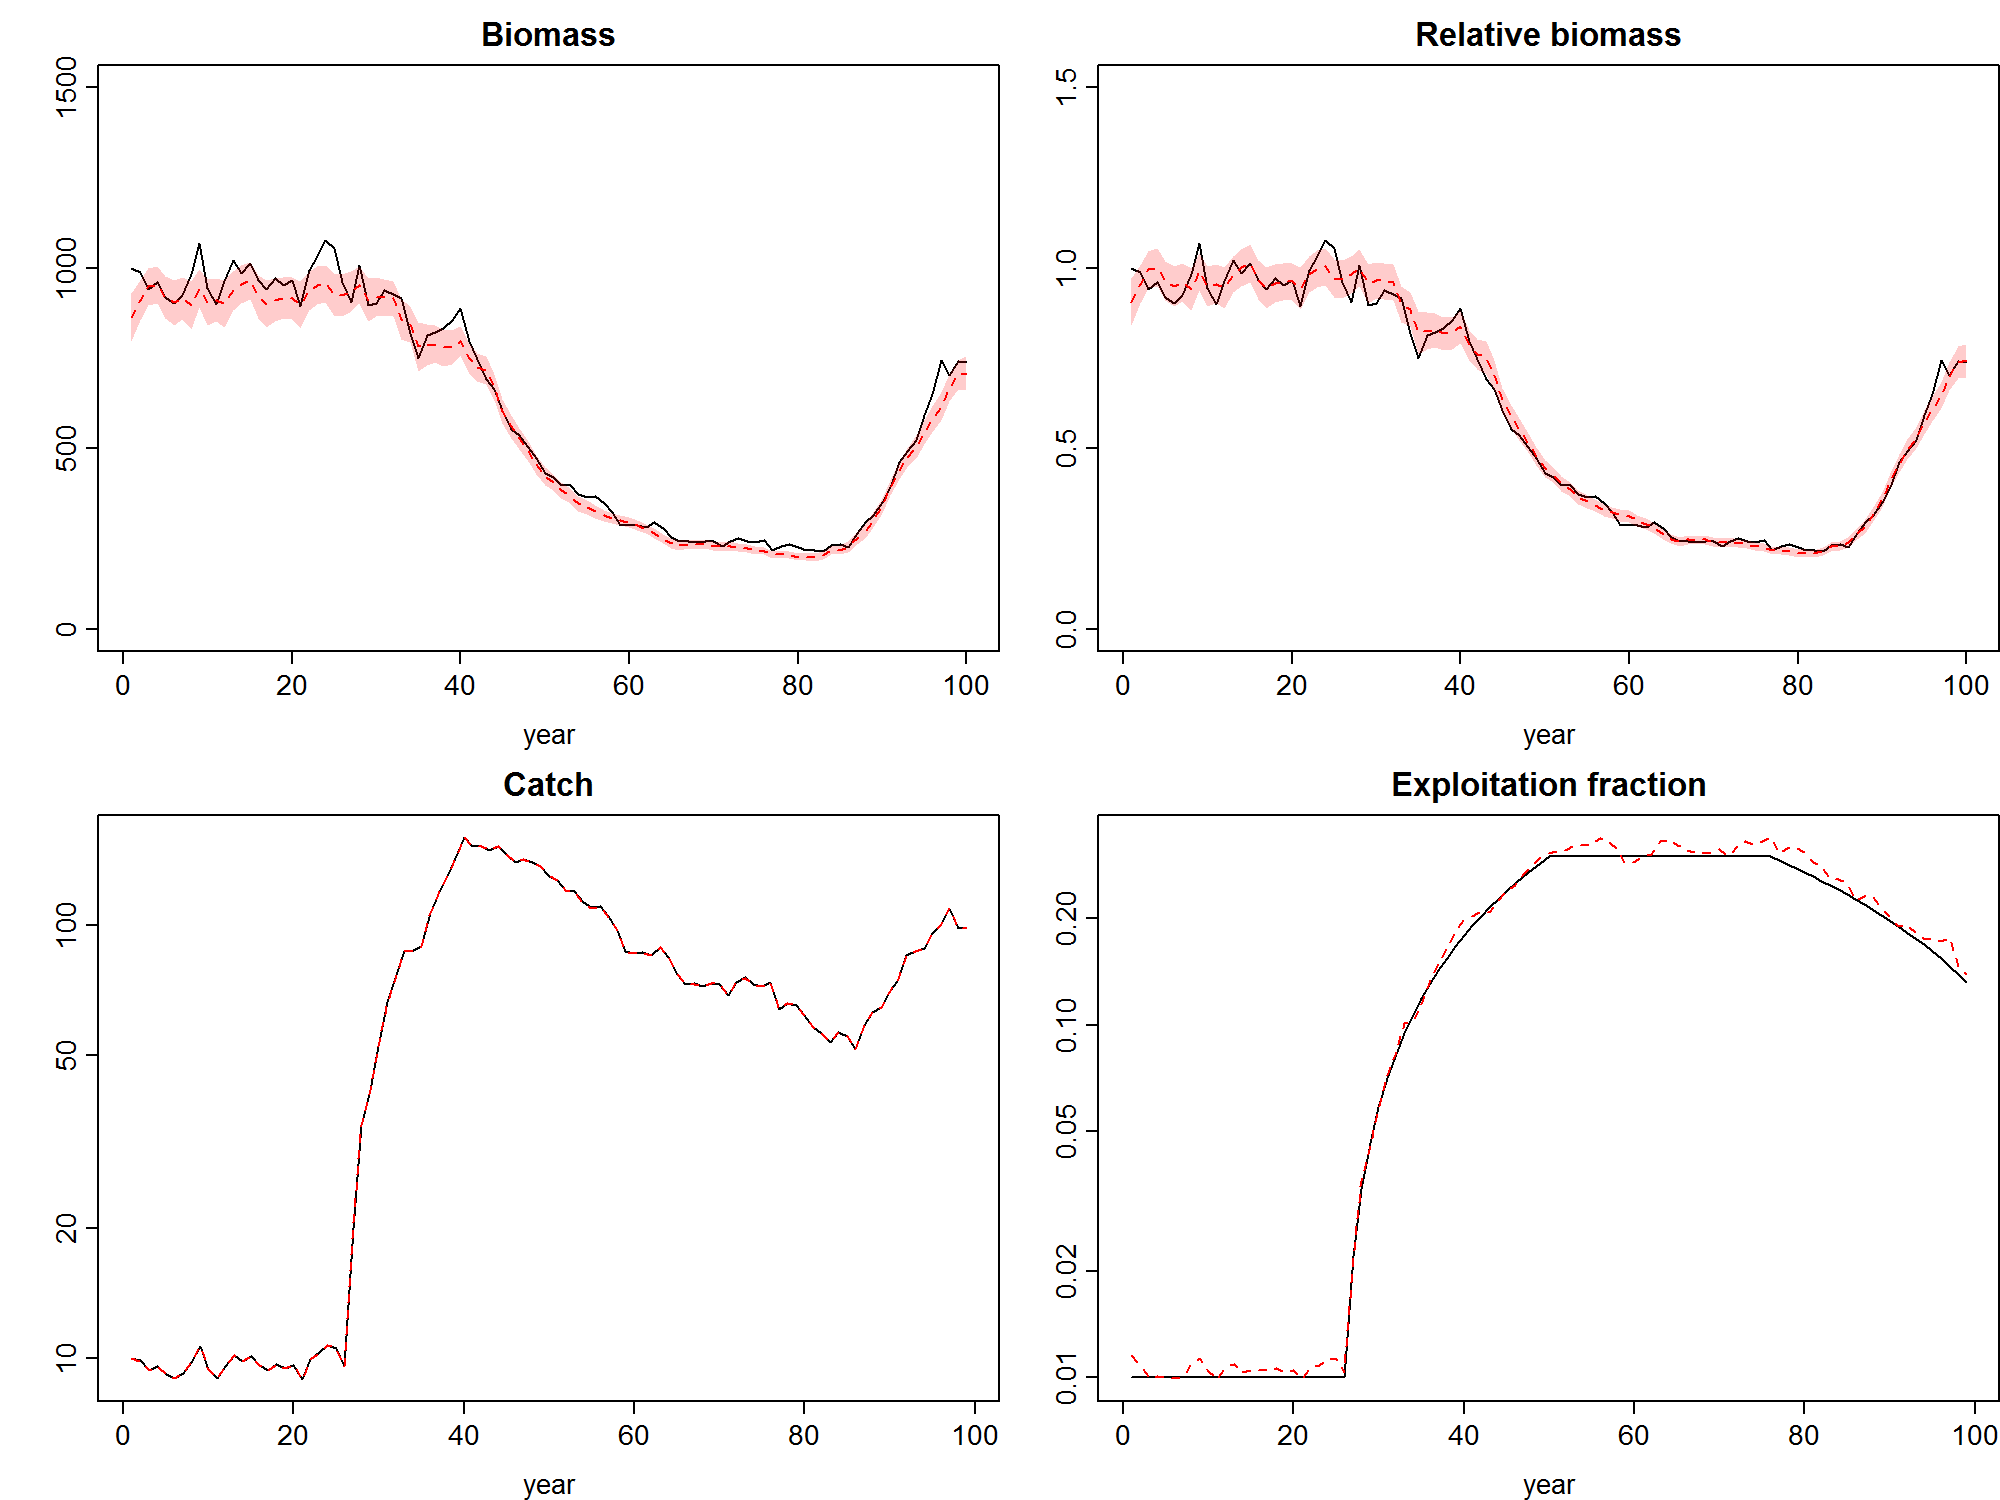 Biomass
1500
1000
500
0
0 20 40 60 80 100
year
Relative biomass
1.5
1.0
0.5
0.0
0 20 40 60 80 100
year
Catch
100
50
20
10
0 20 40 60 80 100
year
Exploitation fraction
0.20
0.10
0.05
0.02
0.01
0 20 40 60 80 100
year